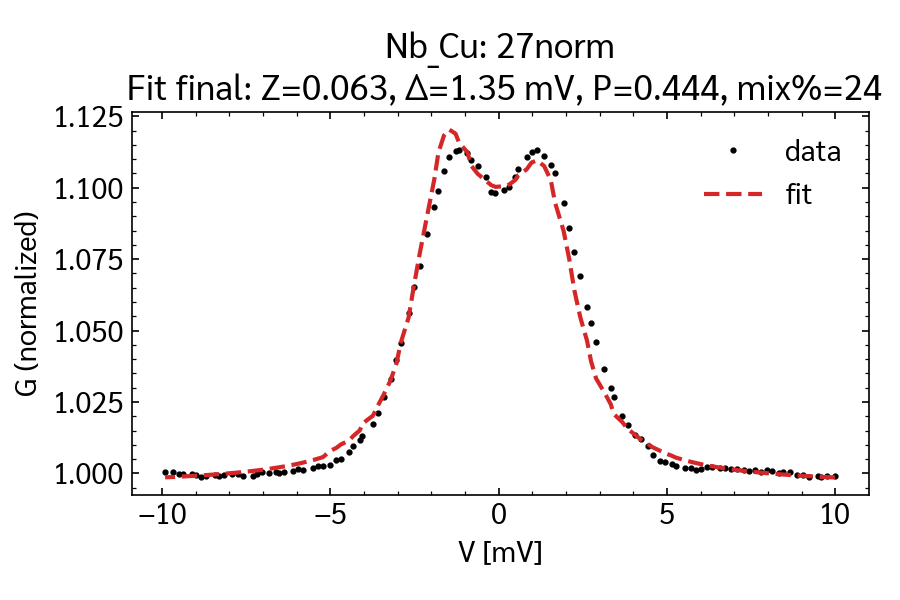 Nb_Cu: 27norm
Fit final: Z=0.063, Δ=1.35 mV, P=0.444, mix%=24
1.125
1.100
1.075
1.050
1.025
1.000
G (normalized)
data
fit
−10
−5
0
5
10
V [mV]